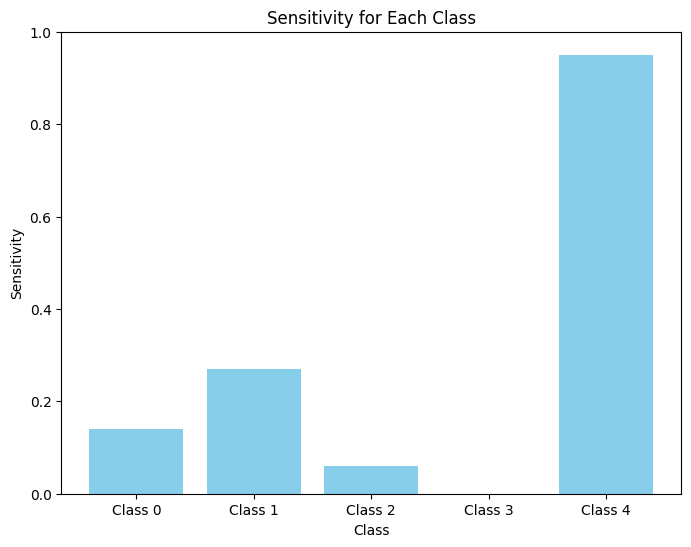 Sensitivity for Each Class
1.0
0.8
0.6
0.4
0.2
0.0
Sensitivity
Class 0
Class 1
Class 2
Class 3
Class 4
Class